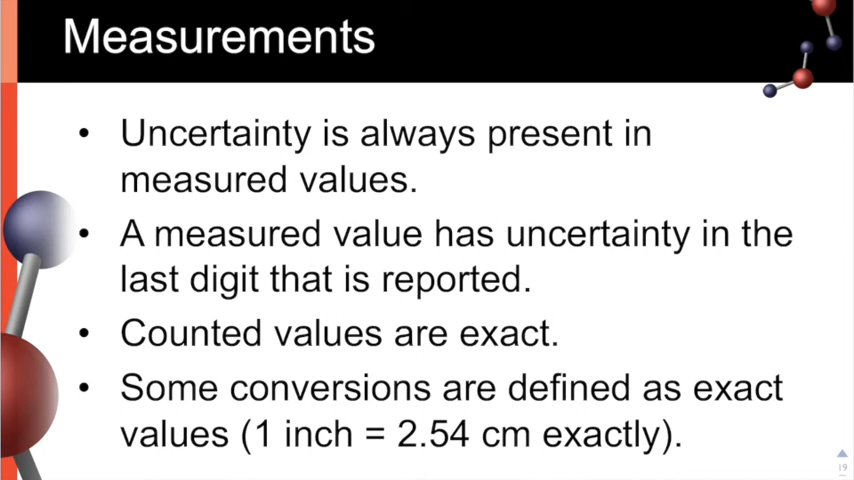 Measurements
• Uncertainty is always present in
measured values.
• A measured value has uncertainty in the
last digit that is reported.
• Counted values are exact.
• Some conversions are defined as exact
values (1 inch = 2.54 cm exactly).
19